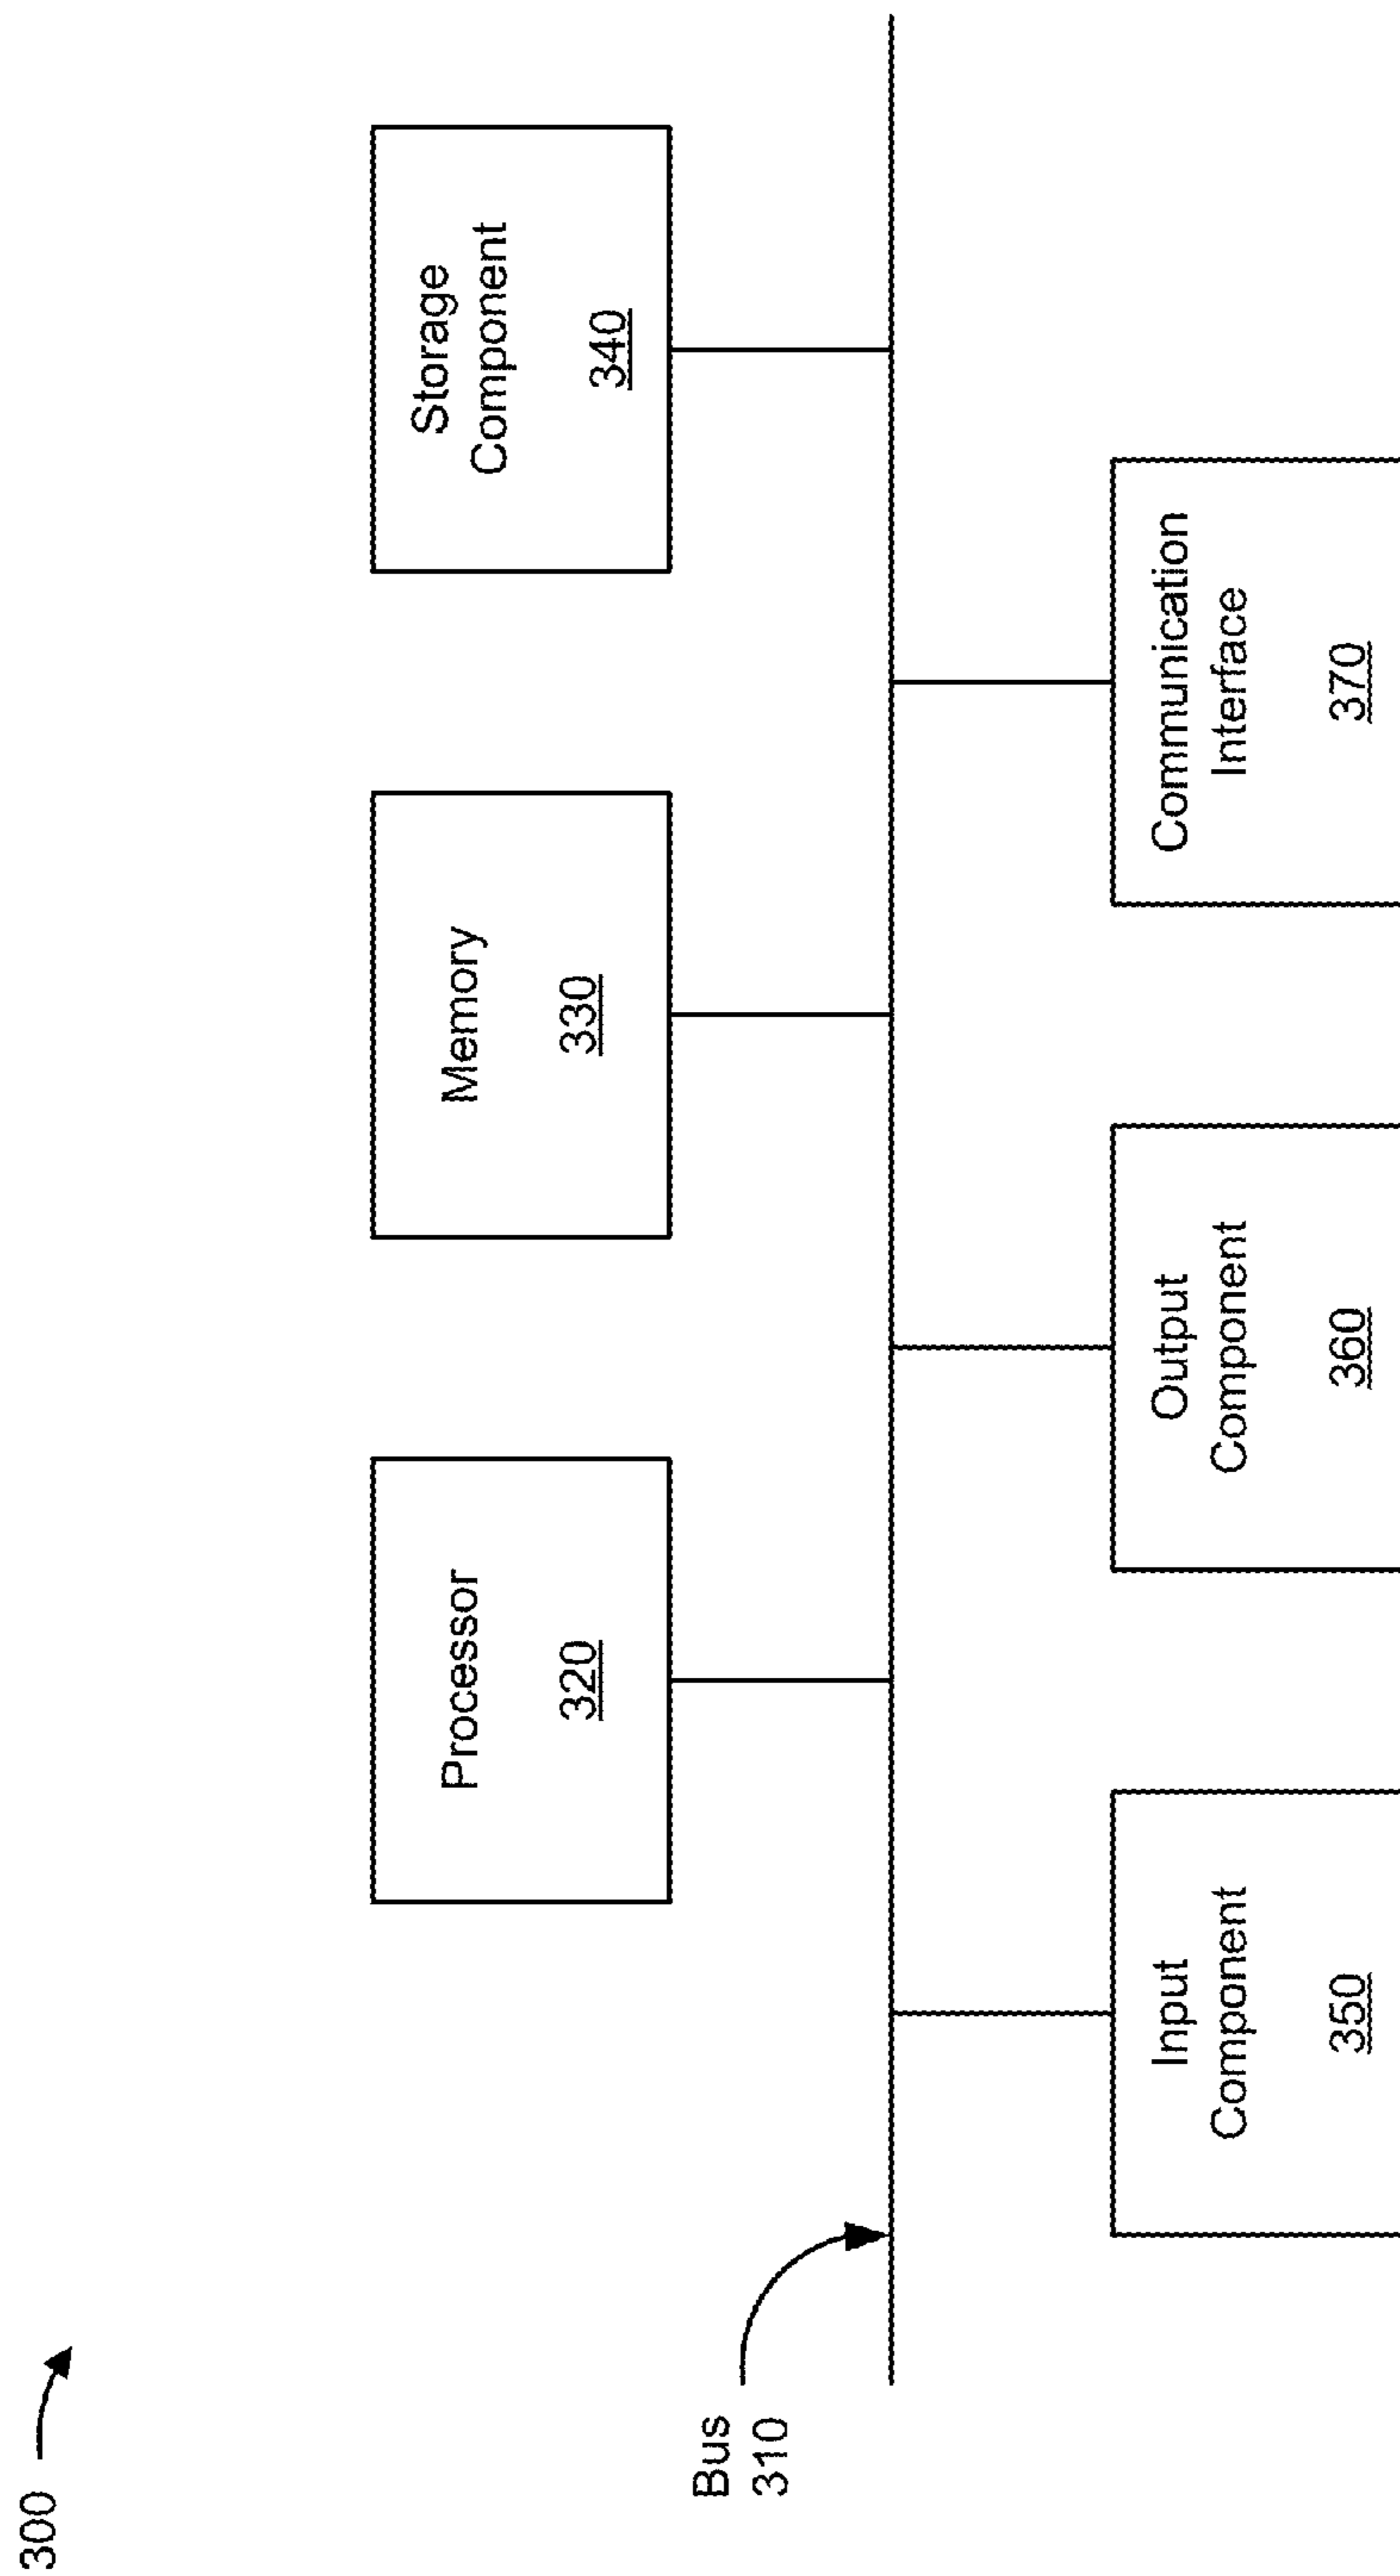 300
Processor
320
Memory
330
Storage
Component
340
Bus
310
Input
Component
350
Output
Component
360
Communication
Interface
370